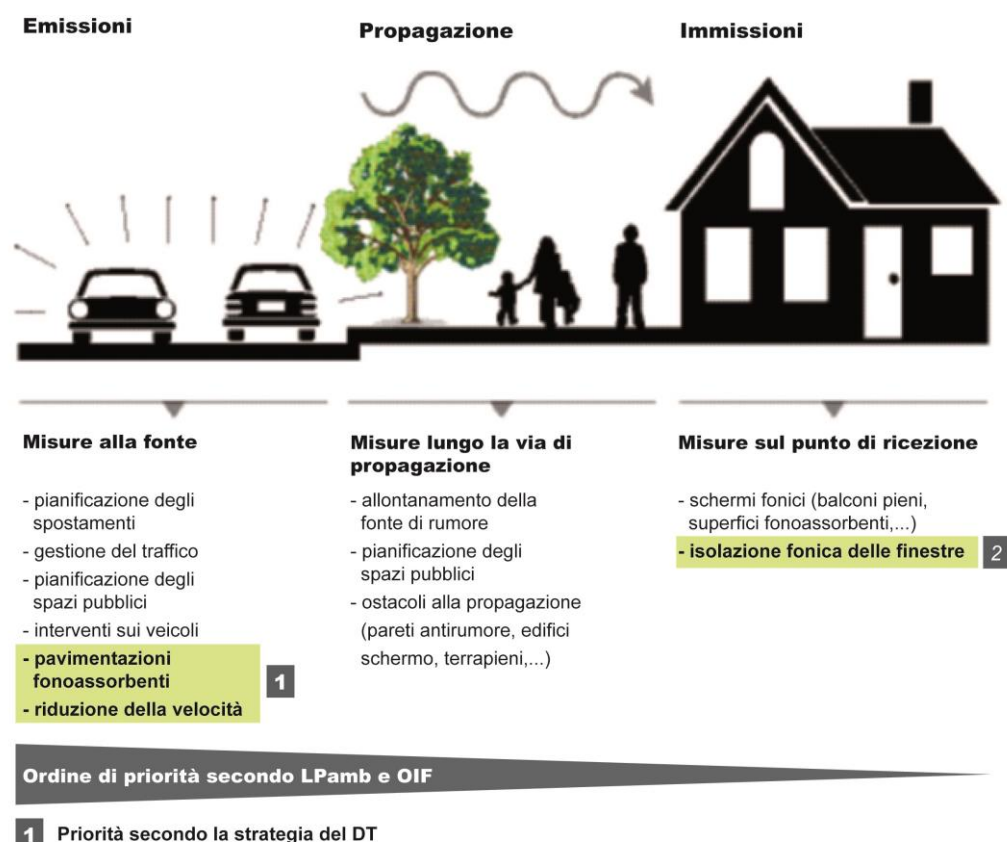 Emissioni
Propagazione
Immissioni
Misure alla fonte
- pianificazione degli
spostamenti
- gestione del traffico
- pianificazione degli
spazi pubblici
- interventi sui veicoli
- pavimentazioni
fonoassorbenti
- riduzione della velocità
1
Misure lungo la via di
propagazione
- allontanamento della
fonte di rumore
- pianificazione degli
spazi pubblici
- ostacoli alla propagazione
(pareti antirumore, edifici
schermo, terrapieni,...)
Misure sul punto di ricezione
- schermi fonici (balconi pieni,
superfici fonoassorbenti,...)
- isolazione fonica delle finestre
2
Ordine di priorità secondo LPamb e OIF
1 Priorità secondo la strategia del DT